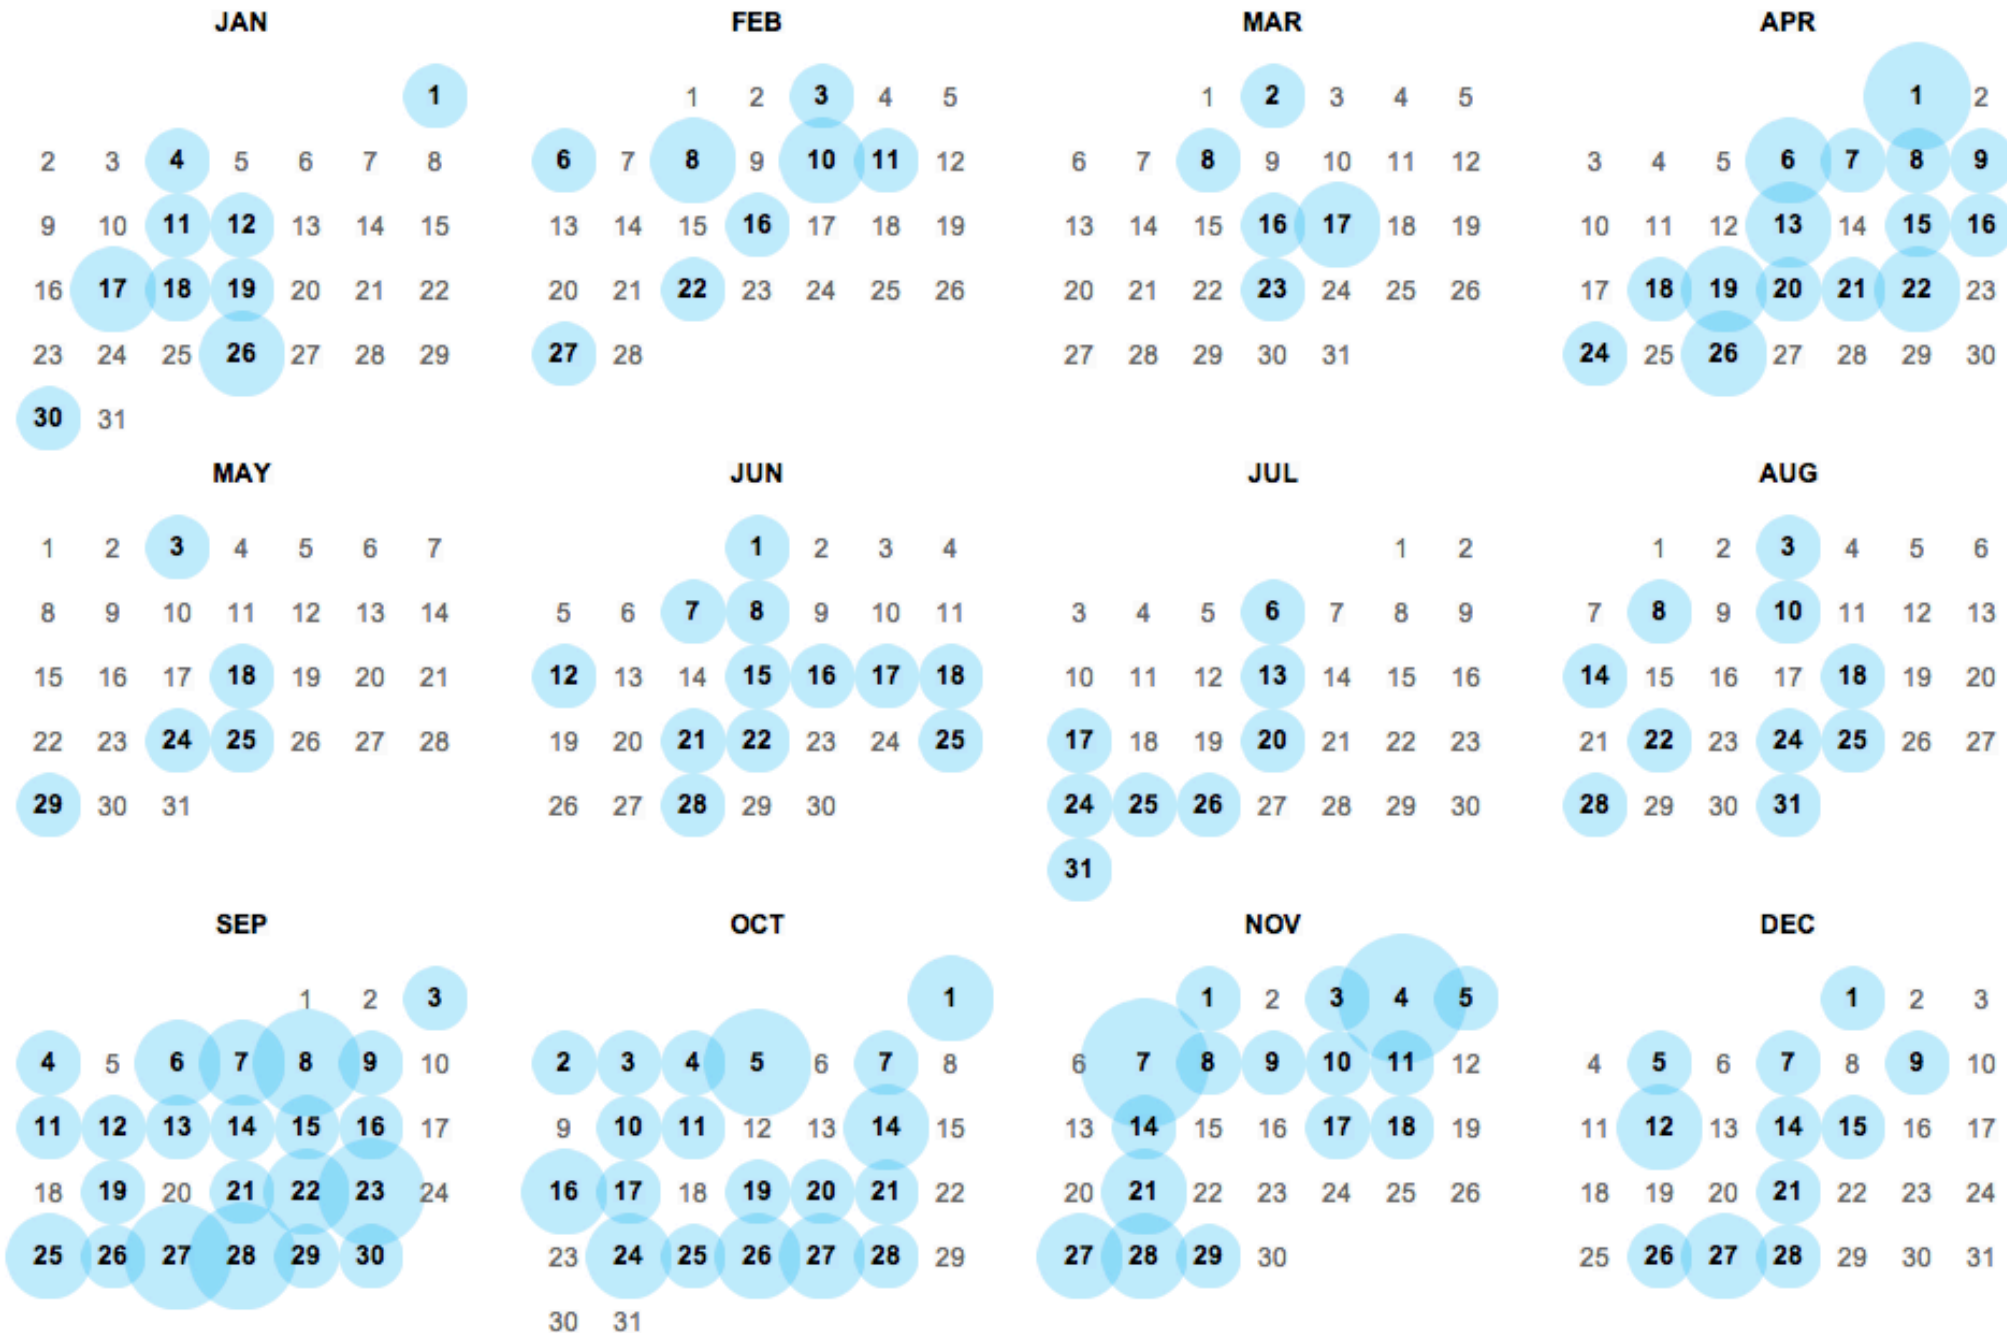 JAN FEB MAR APR
1 1 2 3 4 5 1 2 3 4 5 1 2
2 3 4 5 6 7 8 6 7 8 9 10 11 12 6 7 8 9 10 11 12 3 4 5 6 7 8 9
9 10 11 12 13 14 15 13 14 15 16 17 18 19 13 14 15 16 17 18 19 10 11 12 13 14 15 16
16 17 18 19 20 21 22 20 21 22 23 24 25 26 20 21 22 23 24 25 26 17 18 19 20 21 22 23
23 24 25 26 27 28 29 27 28 27 28 29 30 31 24 25 26 27 28 29 30
30 31
MAY JUN JUL AUG
1 2 3 4 5 6 7 1 2 3 4 1 2 1 2 3 4 5 6
8 9 10 11 12 13 14 5 6 7 8 9 10 11 3 4 5 6 7 8 9 7 8 9 10 11 12 13
15 16 17 18 19 20 21 12 13 14 15 16 17 18 10 11 12 13 14 15 16 14 15 16 17 18 19 20
22 23 24 25 26 27 28 19 20 21 22 23 24 25 17 18 19 20 21 22 23 21 22 23 24 25 26 27
29 30 31 26 27 28 29 30 24 25 26 27 28 29 30 28 29 30 31
31
SEP OCT NOV DEC
1 2 3 1 1 2 3 4 5 1 2 3
4 5 6 7 8 9 10 2 3 4 5 6 7 8 6 7 8 9 10 11 12 4 5 6 7 8 9 10
11 12 13 14 15 16 17 9 10 11 12 13 14 15 13 14 15 16 17 18 19 11 12 13 14 15 16 17
18 19 20 21 22 23 24 16 17 18 19 20 21 22 20 21 22 23 24 25 26 18 19 20 21 22 23 24
25 26 27 28 29 30 23 24 25 26 27 28 29 27 28 29 30 25 26 27 28 29 30 31
30 31